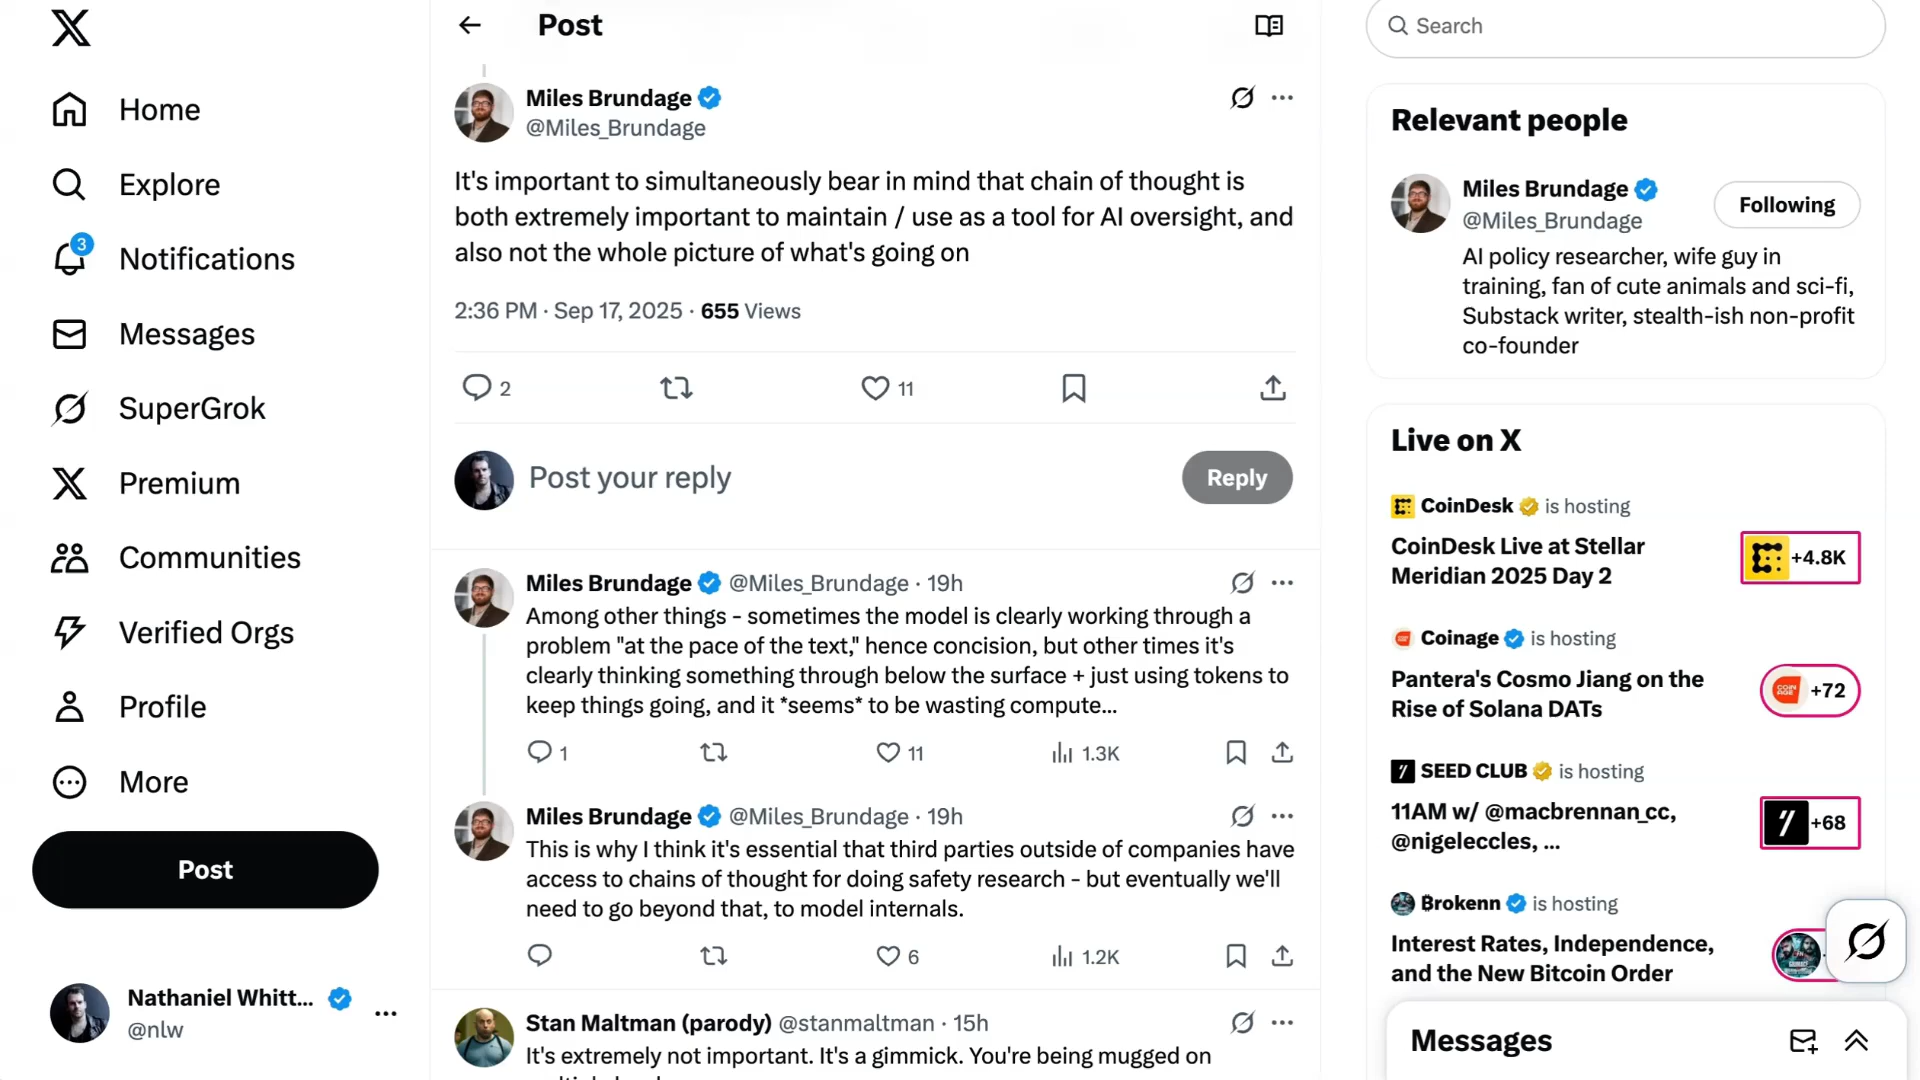 Home
Explore
3
Notifications
Messages
SuperGrok
Premium
Communities
Verified Orgs
Profile
More
Post
Nathaniel Whitt...
@nlw
Post
Miles Brundage
@Miles_Brundage
It's important to simultaneously bear in mind that chain of thought is
both extremely important to maintain / use as a tool for AI oversight, and
also not the whole picture of what's going on
2:36 PM · Sep 17, 2025 · 655 Views
2
11
Post your reply
Reply
Miles Brundage @Miles_Brundage · 19h
Among other things - sometimes the model is clearly working through a
problem "at the pace of the text," hence concision, but other times it's
clearly thinking something through below the surface + just using tokens to
keep things going, and it *seems* to be wasting compute...
1
11
1.3K
Miles Brundage @Miles_Brundage · 19h
This is why I think it's essential that third parties outside of companies have
access to chains of thought for doing safety research - but eventually we'll
need to go beyond that, to model internals.
6
1.2K
Stan Maltman (parody) @stanmaltman · 15h
It's extremely not important. It's a gimmick. You're being mugged on
Search
Relevant people
Miles Brundage
@Miles_Brundage
Following
AI policy researcher, wife guy in
training, fan of cute animals and sci-fi,
Substack writer, stealth-ish non-profit
co-founder
Live on X
CoinDesk is hosting
CoinDesk Live at Stellar
Meridian 2025 Day 2
+4.8K
Coinage is hosting
Pantera's Cosmo Jiang on the
Rise of Solana DATs
+72
SEED CLUB is hosting
11AM w/ @macbrennan_cc,
@nigeleccles, ...
+68
₿rokenn is hosting
Interest Rates, Independence,
and the New Bitcoin Order
Messages